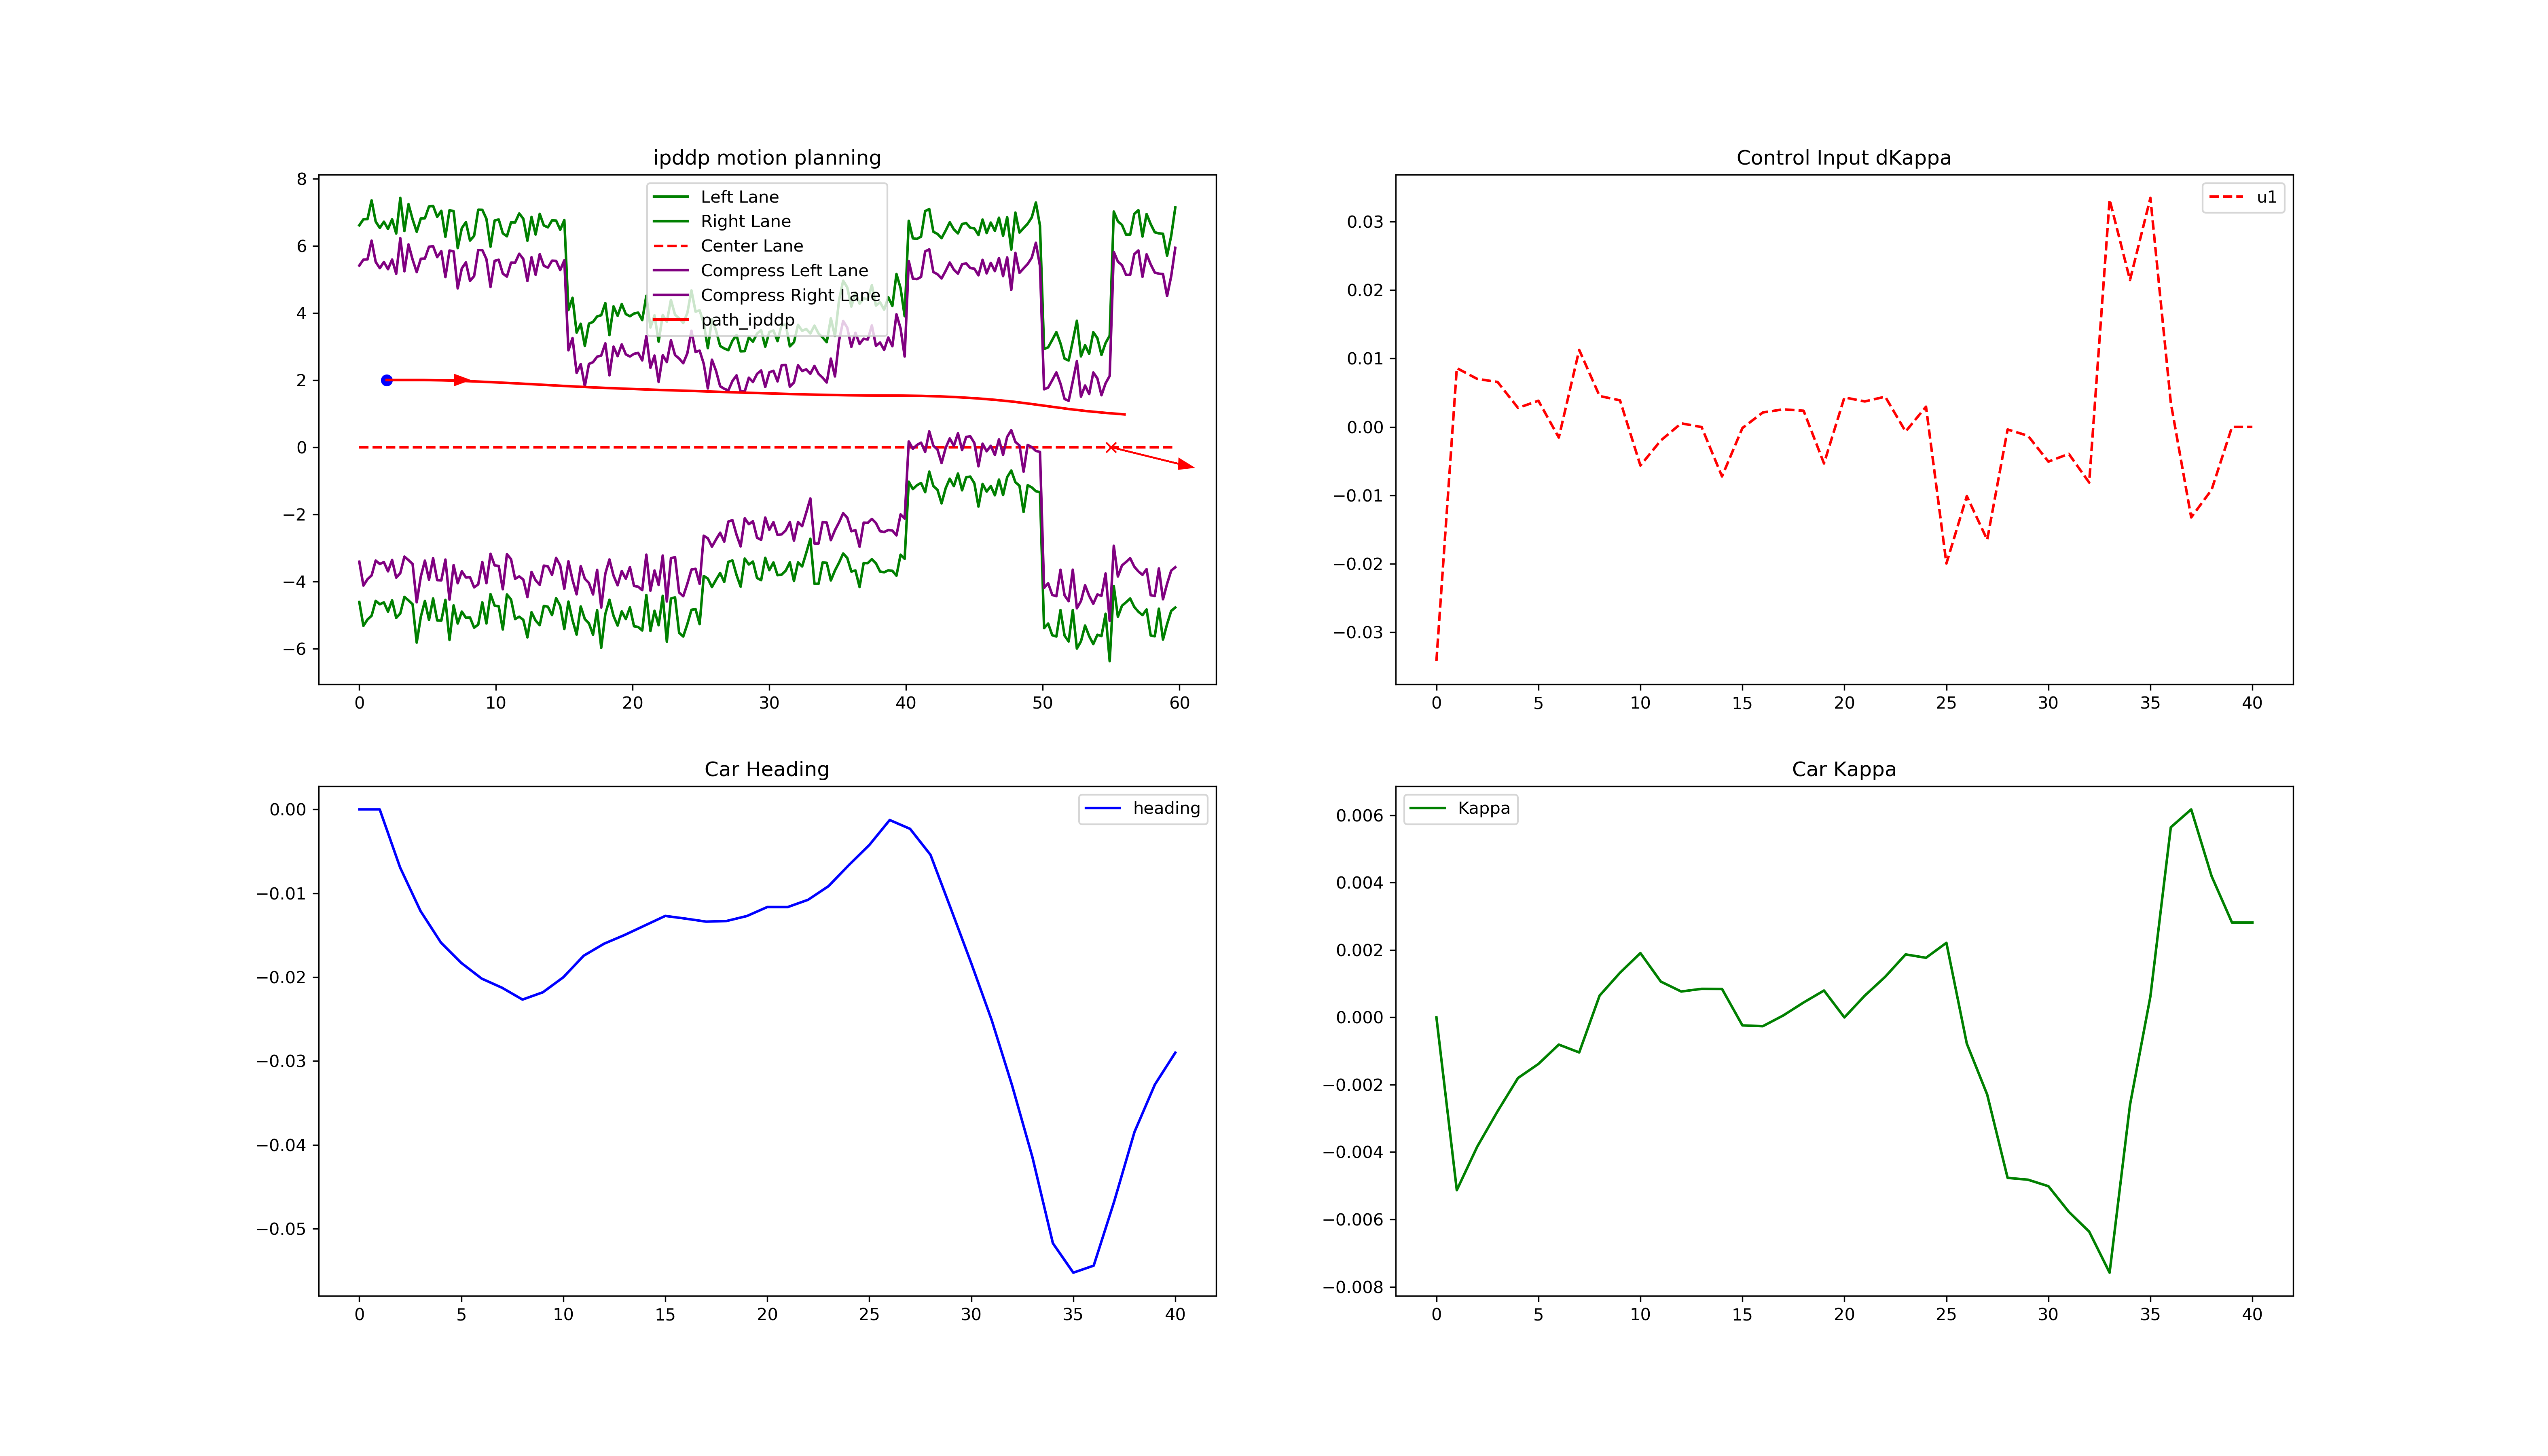 ipddp motion planning
8
6
4
2
0
−2
−4
−6
0 10 20 30 40 50 60
Left Lane
Right Lane
Center Lane
Compress Left Lane
Compress Right Lane
path_ipddp
Control Input dKappa
0.03
0.02
0.01
0.00
−0.01
−0.02
−0.03
0 5 10 15 20 25 30 35 40
u1
Car Heading
0.00
−0.01
−0.02
−0.03
−0.04
−0.05
0 5 10 15 20 25 30 35 40
heading
Car Kappa
0.006
0.004
0.002
0.000
−0.002
−0.004
−0.006
−0.008
0 5 10 15 20 25 30 35 40
Kappa